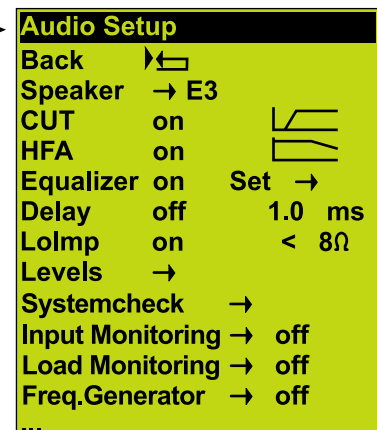 Audio Setup
Back
Speaker → E3
CUT on
HFA on
Equalizer on Set →
Delay off 1.0 ms
LoImp on < 8Ω
Levels →
Systemcheck →
Input Monitoring → off
Load Monitoring → off
Freq.Generator → off
...